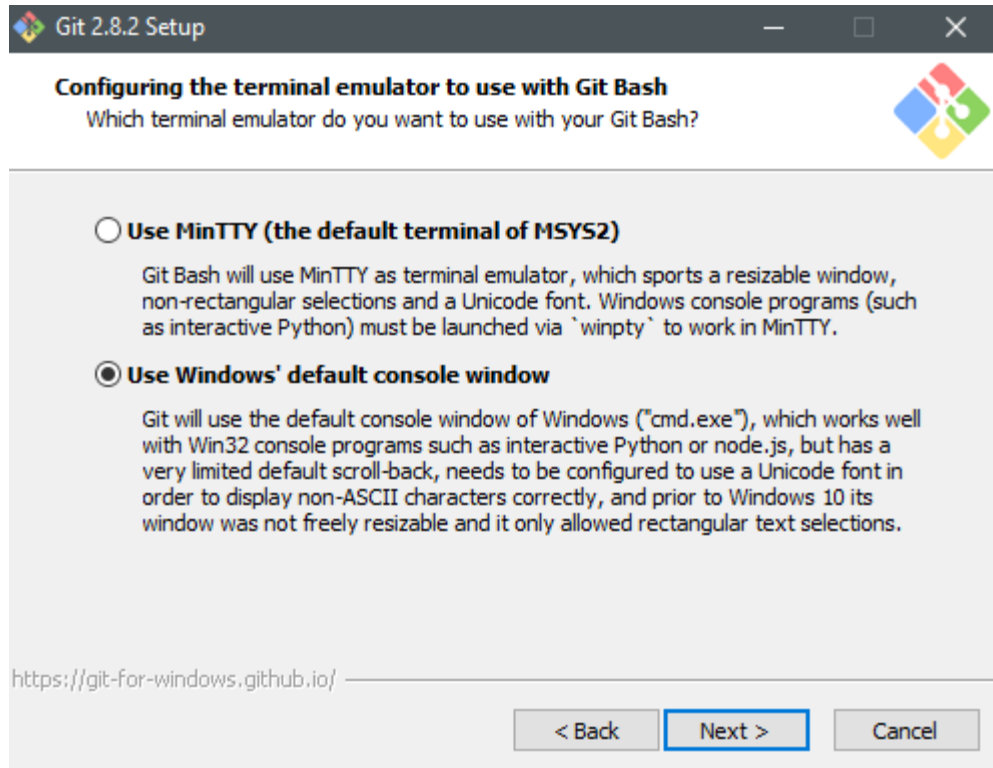 Git 2.8.2 Setup
Configuring the terminal emulator to use with Git Bash
Which terminal emulator do you want to use with your Git Bash?
Use MinTTY (the default terminal of MSYS2)
Git Bash will use MinTTY as terminal emulator, which sports a resizable window,
non-rectangular selections and a Unicode font. Windows console programs (such
as interactive Python) must be launched via `winpty` to work in MinTTY.
Use Windows' default console window
Git will use the default console window of Windows ("cmd.exe"), which works well
with Win32 console programs such as interactive Python or node.js, but has a
very limited default scroll-back, needs to be configured to use a Unicode font in
order to display non-ASCII characters correctly, and prior to Windows 10 its
window was not freely resizable and it only allowed rectangular text selections.
https://git-for-windows.github.io/
< Back Next > Cancel